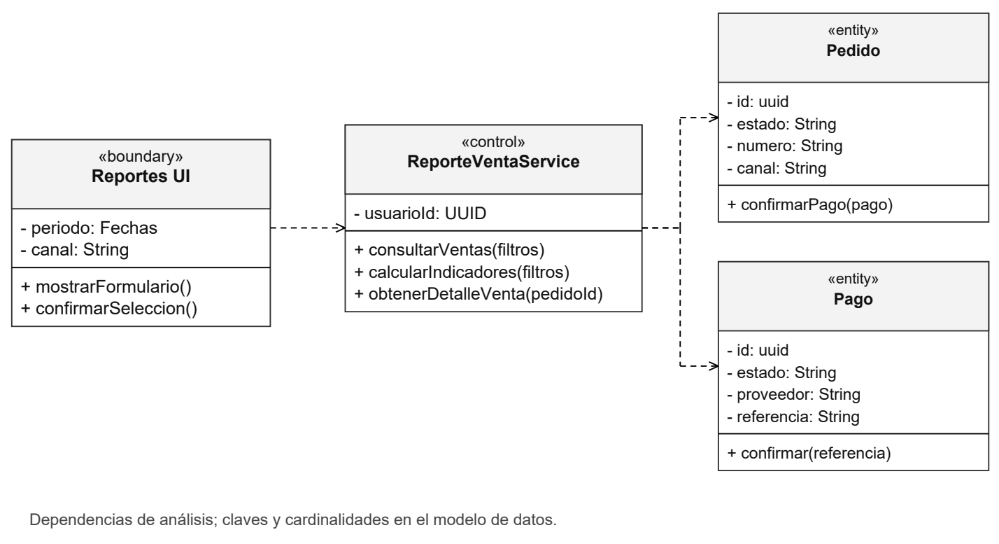 «boundary»
Reportes UI
- periodo: Fechas
- canal: String
+ mostrarFormulario()
+ confirmarSeleccion()
«control»
ReporteVentaService
- usuarioId: UUID
+ consultarVentas(filtros)
+ calcularIndicadores(filtros)
+ obtenerDetalleVenta(pedidoId)
«entity»
Pedido
- id: uuid
- estado: String
- numero: String
- canal: String
+ confirmarPago(pago)
«entity»
Pago
- id: uuid
- estado: String
- proveedor: String
- referencia: String
+ confirmar(referencia)
Dependencias de análisis; claves y cardinalidades en el modelo de datos.